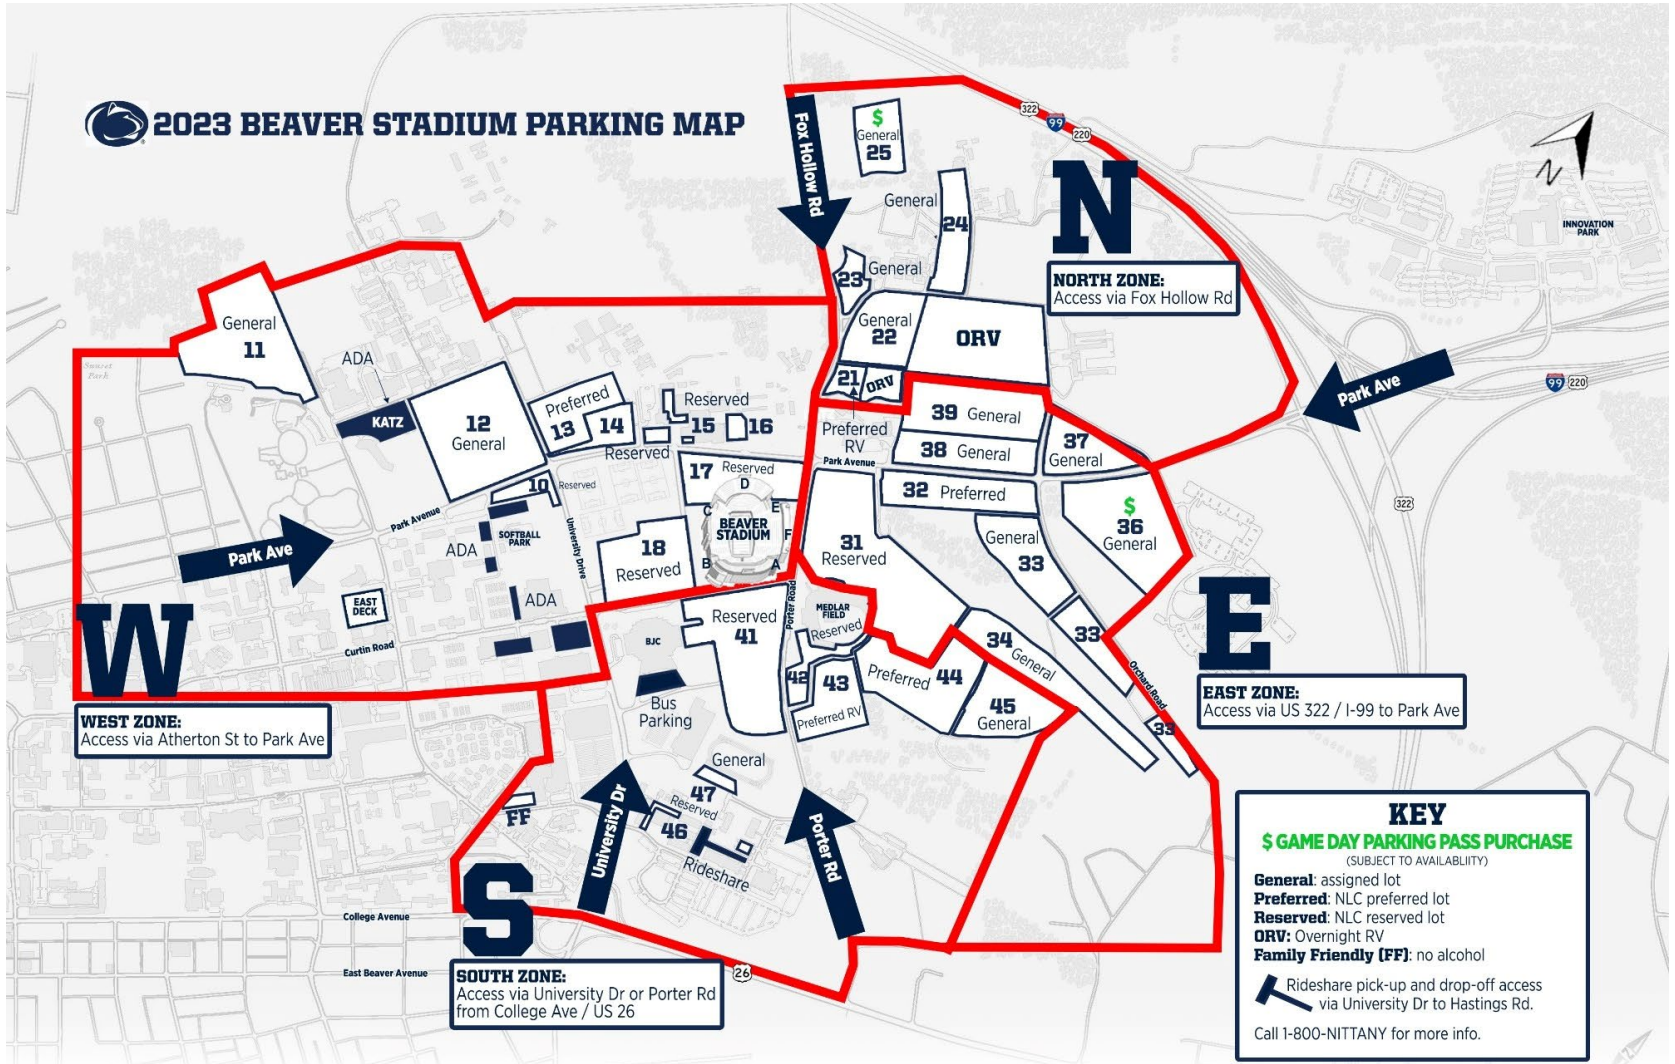 2023 BEAVER STADIUM PARKING MAP
Fox Hollow Rd
$
General
25
322
99
220
N
General
24
N
INNOVATION
PARK
23
General
NORTH ZONE:
Access via Fox Hollow Rd
General
22
ORV
General
11
Sunset
Park
ADA
KATZ
12
General
Preferred
13
14
Reserved
15
16
Reserved
21
ORV
Preferred
RV
Park Avenue
39 General
38 General
37
General
Park Ave
99
220
10
Reserved
17 Reserved
D
C
E
BEAVER
STADIUM
F
B
A
32 Preferred
$
36
General
322
Park Avenue
SOFTBALL
PARK
University Drive
ADA
Park Ave
18
Reserved
31
Reserved
General
33
ADA
EAST
DECK
Curtin Road
W
WEST ZONE:
Access via Atherton St to Park Ave
BJC
Reserved
41
Porter Road
MEDLAR
FIELD
Reserved
33
34
General
E
EAST ZONE:
Access via US 322 / I-99 to Park Ave
Orchard Road
33
Bus
Parking
42
43
Preferred RV
Preferred 44
45
General
General
47
Reserved
46
Rideshare
FF
University Dr
Porter Rd
S
College Avenue
East Beaver Avenue
26
SOUTH ZONE:
Access via University Dr or Porter Rd
from College Ave / US 26
KEY
$ GAME DAY PARKING PASS PURCHASE
(SUBJECT TO AVAILABLIITY)
General: assigned lot
Preferred: NLC preferred lot
Reserved: NLC reserved lot
ORV: Overnight RV
Family Friendly (FF): no alcohol
Rideshare pick-up and drop-off access
via University Dr to Hastings Rd.
Call 1-800-NITTANY for more info.